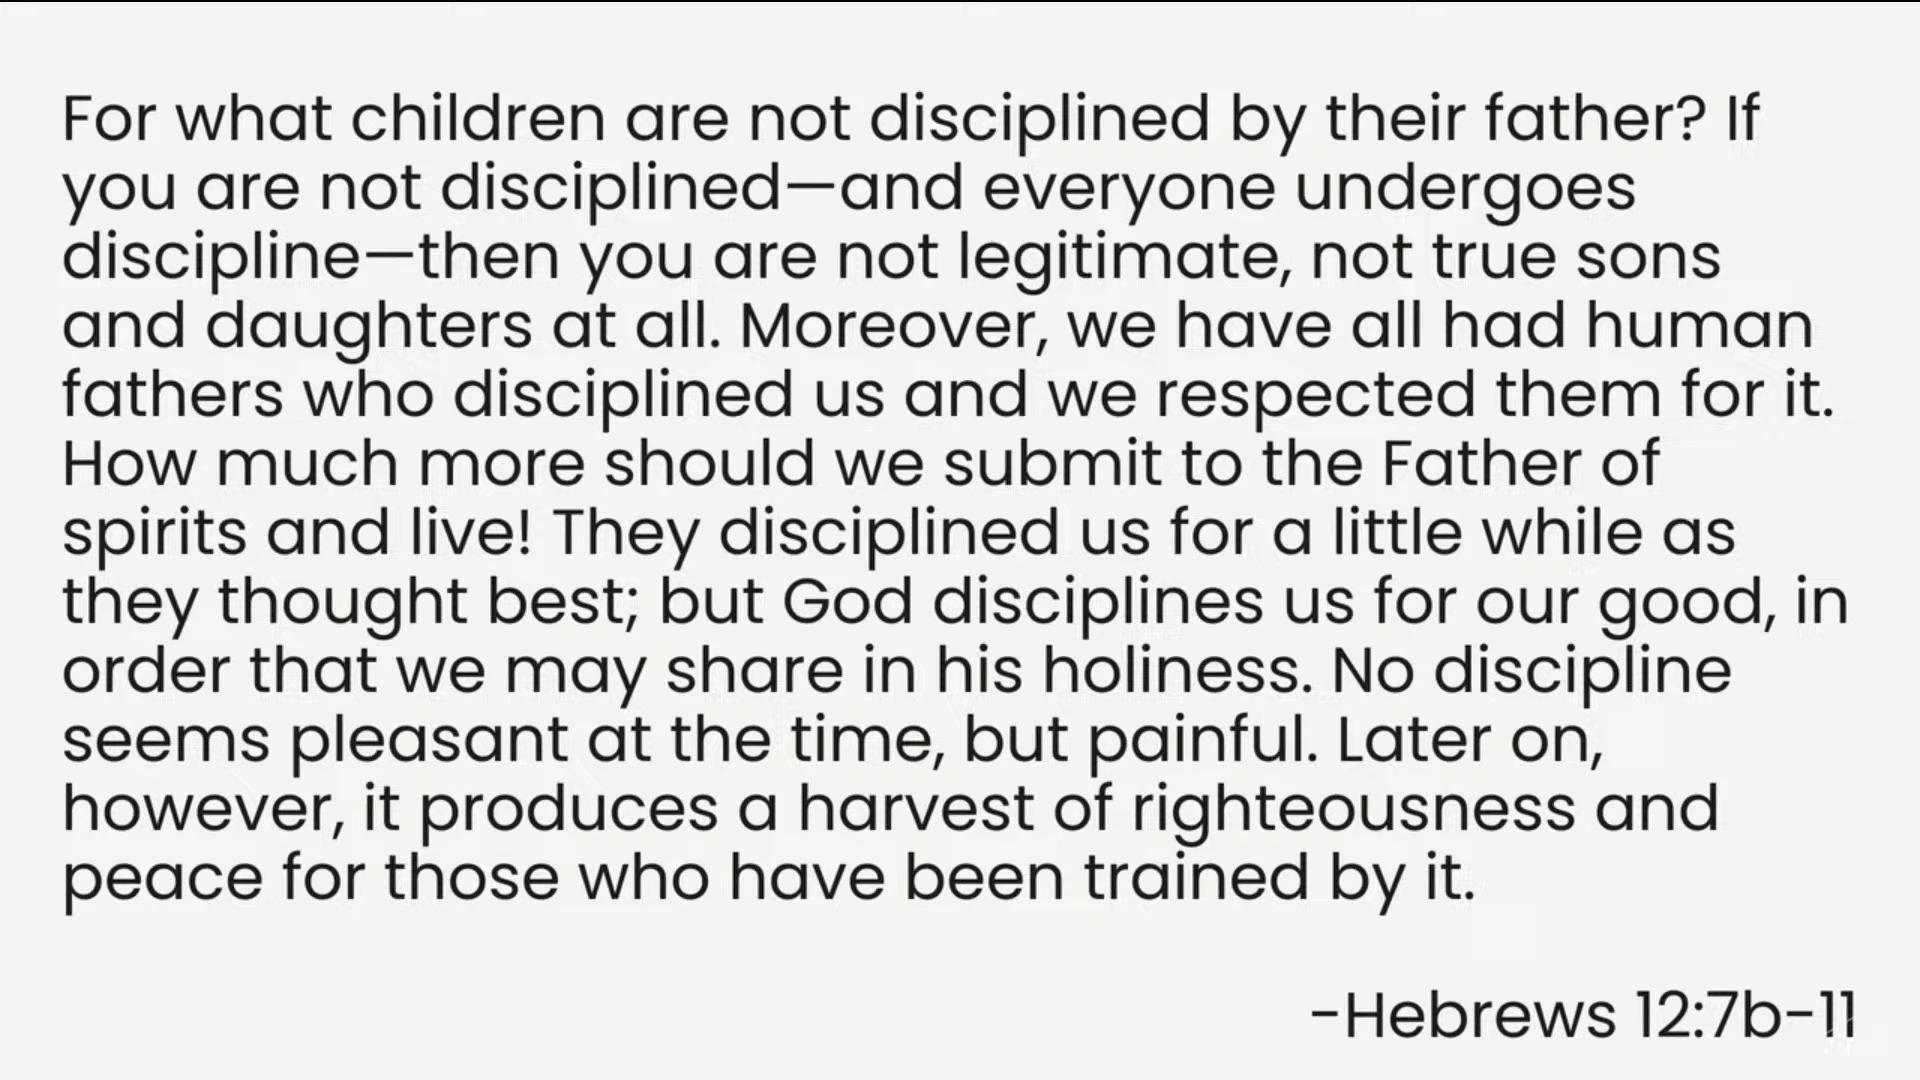 For what children are not disciplined by their father? If
you are not disciplined—and everyone undergoes
discipline—then you are not legitimate, not true sons
and daughters at all. Moreover, we have all had human
fathers who disciplined us and we respected them for it.
How much more should we submit to the Father of
spirits and live! They disciplined us for a little while as
they thought best; but God disciplines us for our good, in
order that we may share in his holiness. No discipline
seems pleasant at the time, but painful. Later on,
however, it produces a harvest of righteousness and
peace for those who have been trained by it.
-Hebrews 12:7b-11